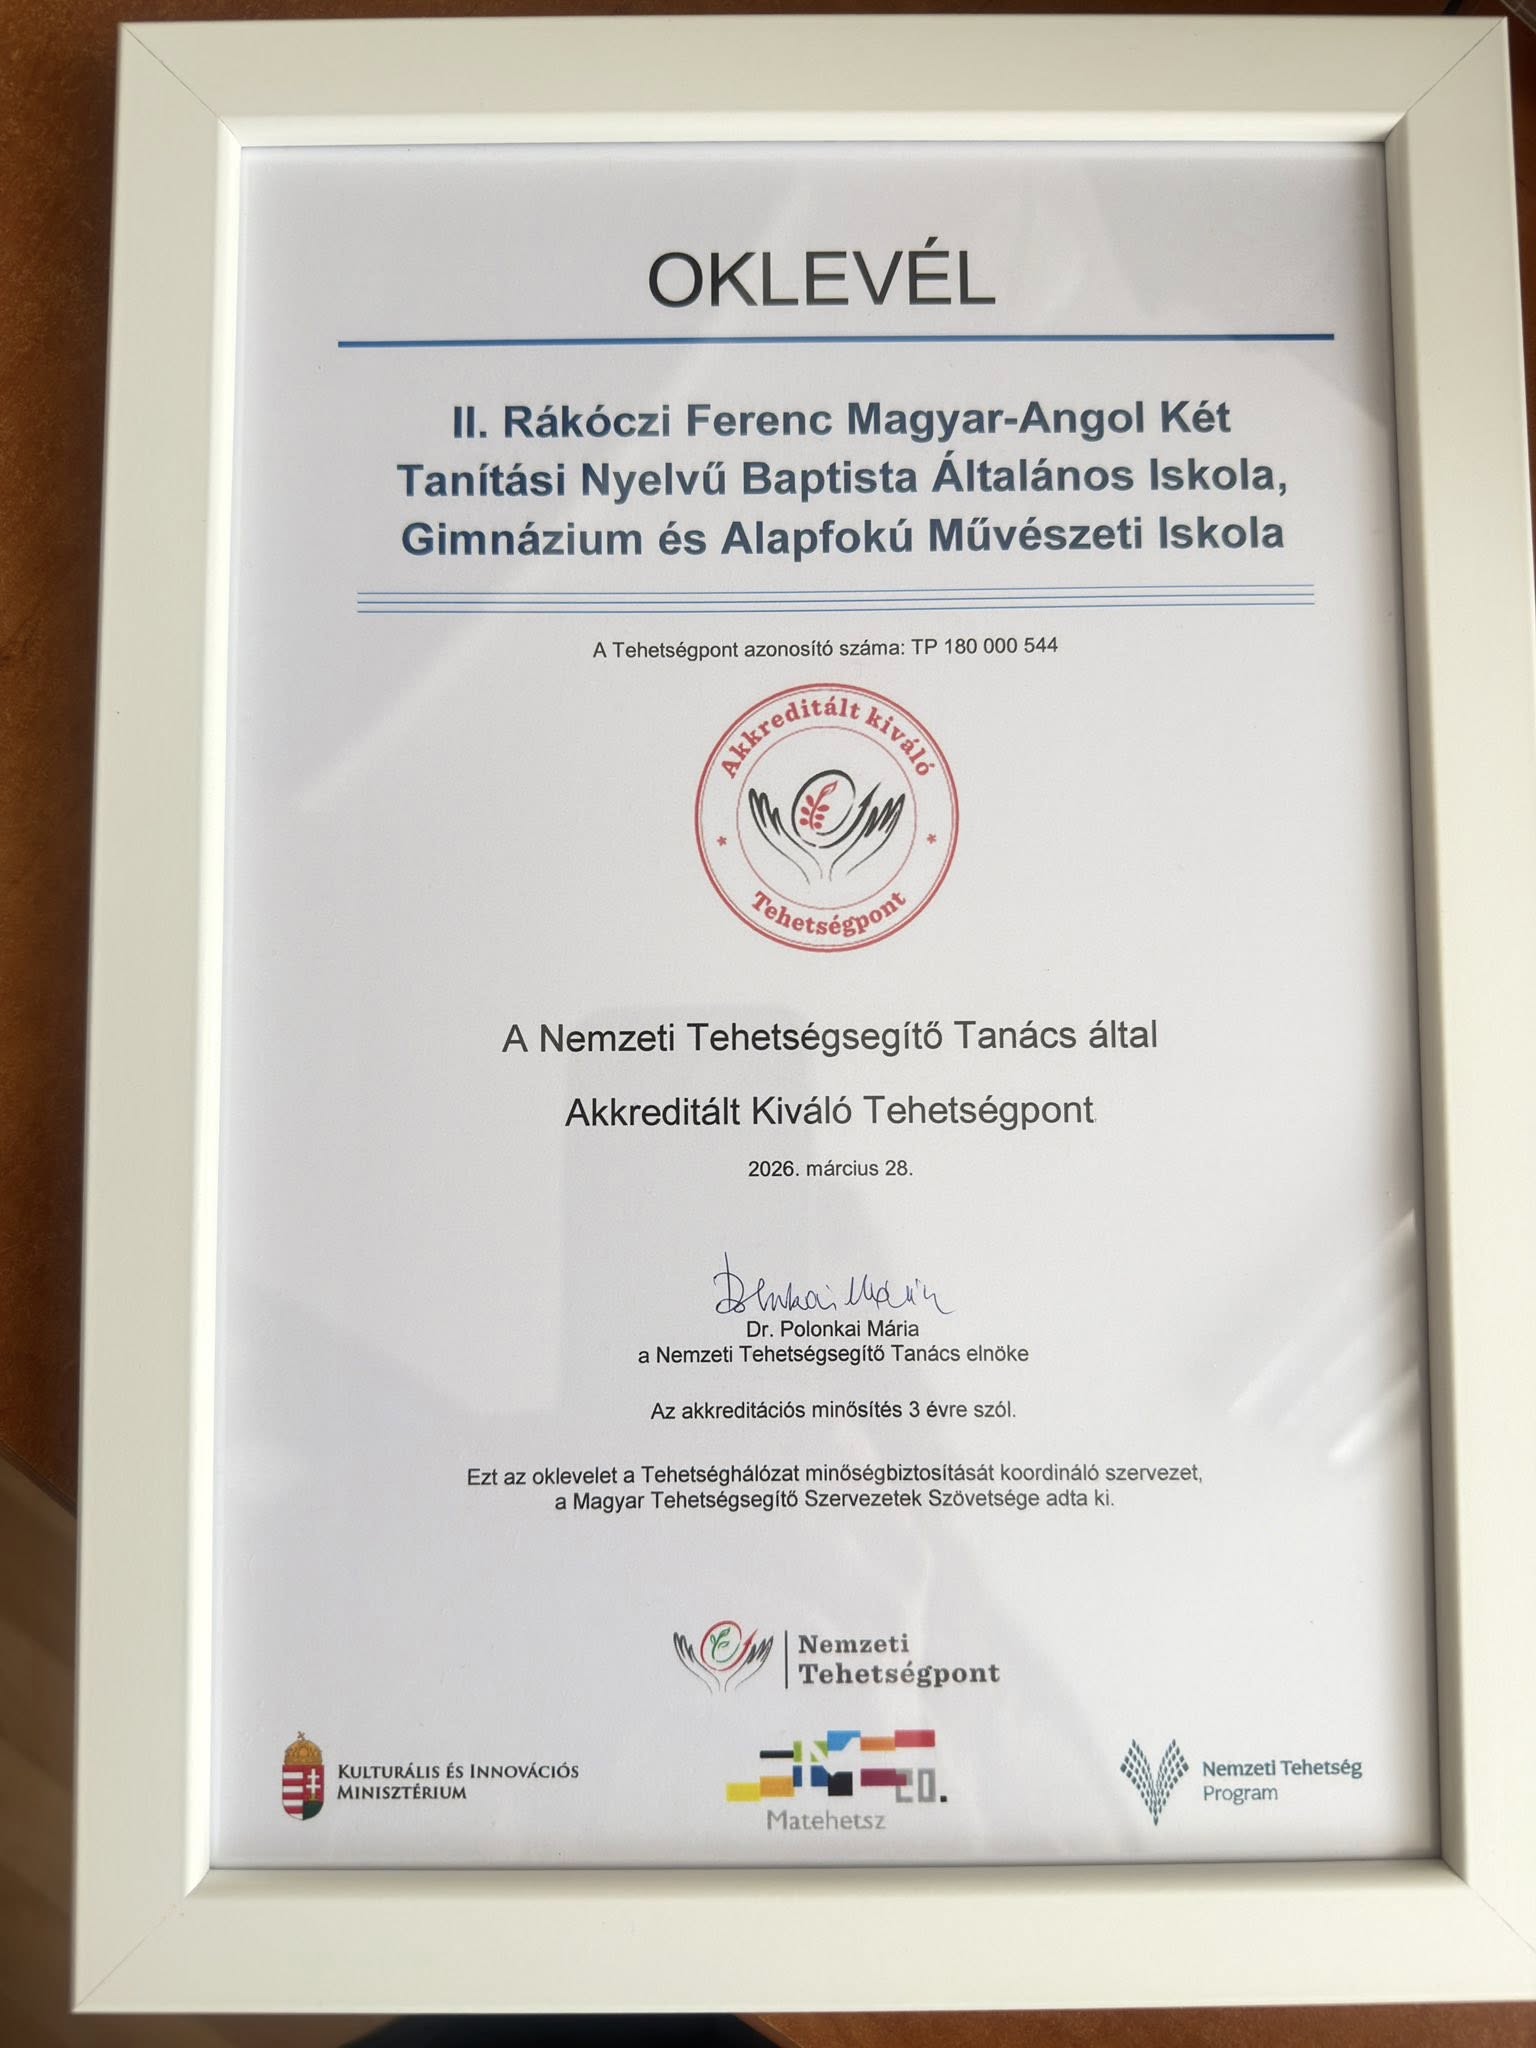 OKLEVÉL
II. Rákóczi Ferenc Magyar-Angol Két
Tanítási Nyelvű Baptista Általános Iskola,
Gimnázium és Alapfokú Művészeti Iskola
A Tehetségpont azonosító száma: TP 180 000 544
Akkreditált kiváló
Tehetségpont
A Nemzeti Tehetségsegítő Tanács által
Akkreditált Kiváló Tehetségpont
2026. március 28.
Polonkai Mária
Dr. Polonkai Mária
a Nemzeti Tehetségsegítő Tanács elnöke
Az akkreditációs minősítés 3 évre szól.
Ezt az oklevelet a Tehetséghálózat minőségbiztosítását koordináló szervezet,
a Magyar Tehetségsegítő Szervezetek Szövetsége adta ki.
Nemzeti
Tehetségpont
KULTURÁLIS ÉS INNOVÁCIÓS
MINISZTÉRIUM
20.
Matehetsz
Nemzeti Tehetség
Program